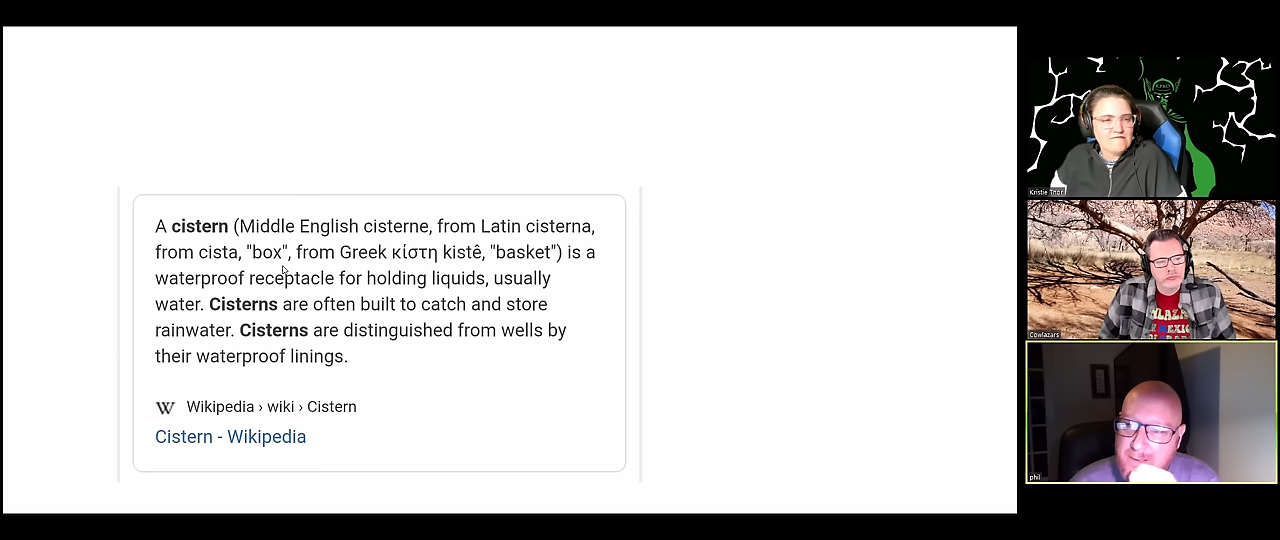 A cistern (Middle English cisterne, from Latin cisterna,
from cista, "box", from Greek κίστη kistê, "basket") is a
waterproof receptacle for holding liquids, usually
water. Cisterns are often built to catch and store
rainwater. Cisterns are distinguished from wells by
their waterproof linings.
W Wikipedia › wiki › Cistern
Cistern - Wikipedia
Kristie Thor
Cowlazars
phil